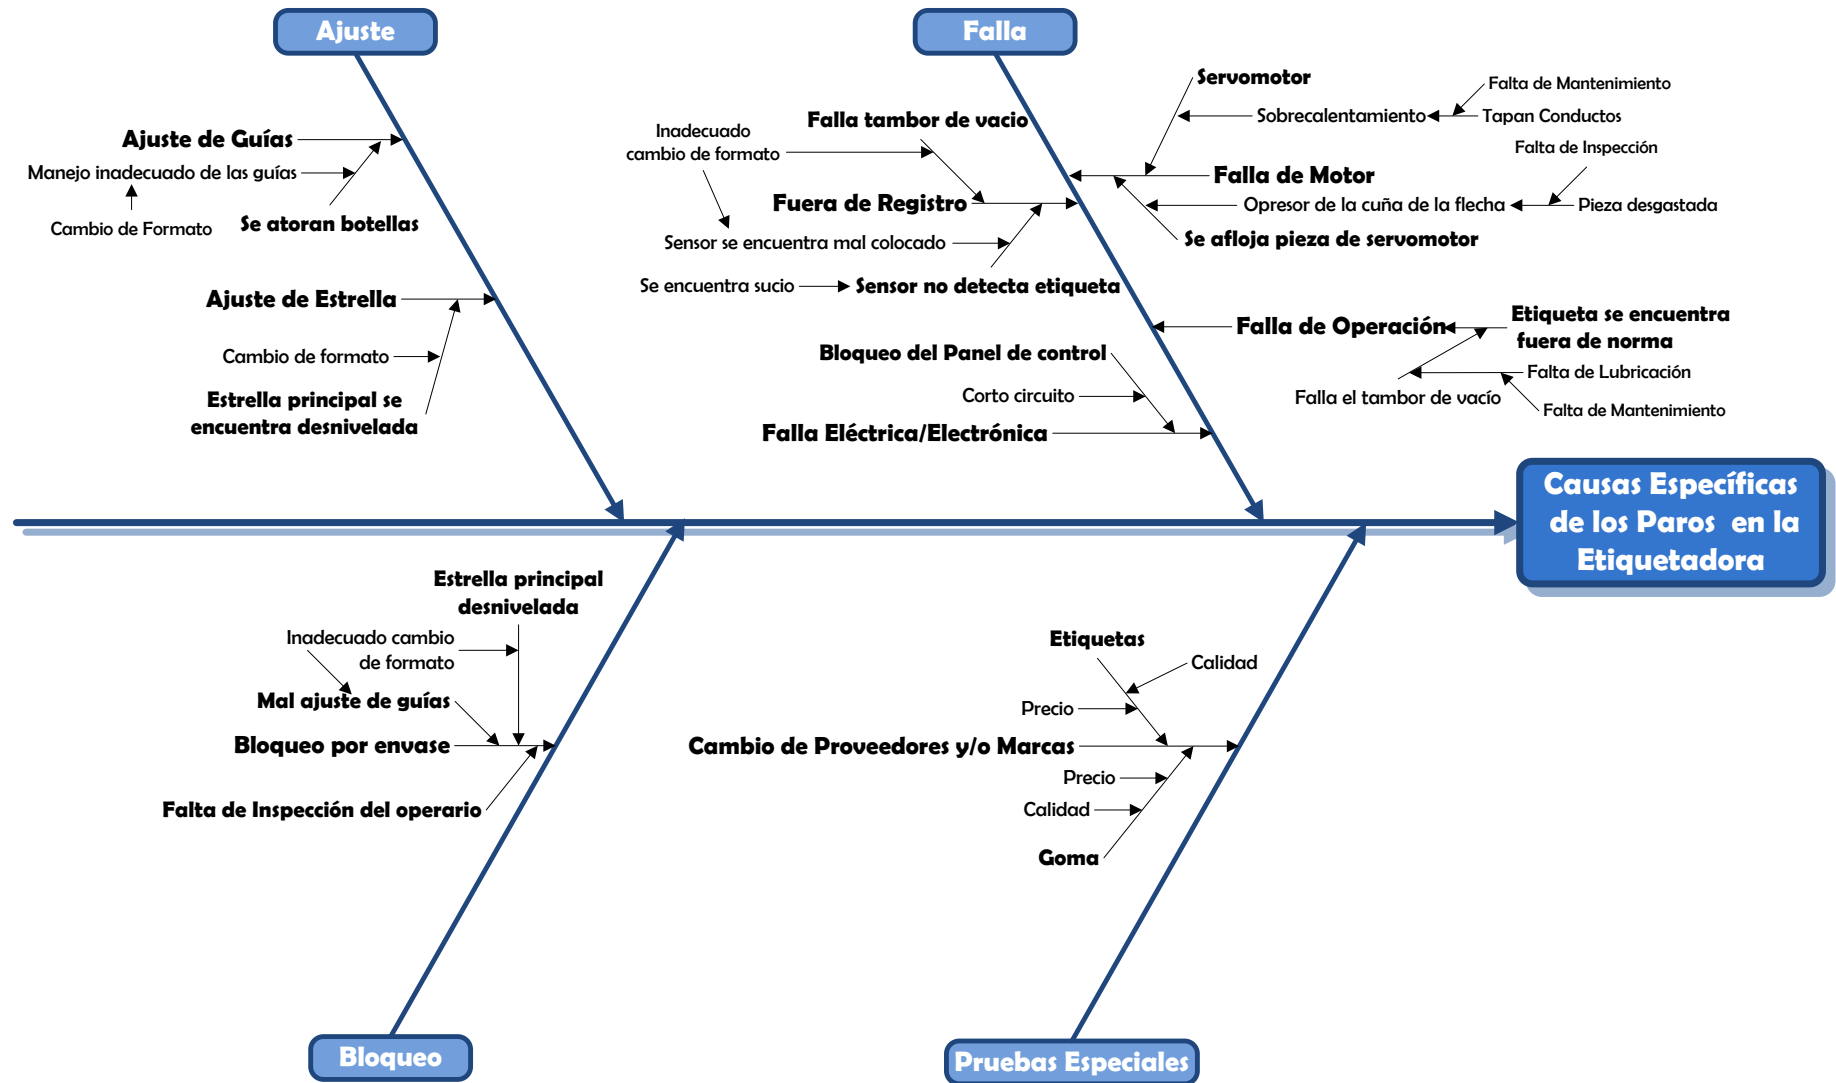 Ajuste
Ajuste de Guías
Manejo inadecuado de las guías
Cambio de Formato
Se atoran botellas
Ajuste de Estrella
Cambio de formato
Estrella principal se
encuentra desnivelada
Falla
Falla tambor de vacio
Inadecuado
cambio de formato
Fuera de Registro
Sensor se encuentra mal colocado
Se encuentra sucio
Sensor no detecta etiqueta
Servomotor
Falta de Mantenimiento
Sobrecalentamiento
Tapan Conductos
Falta de Inspección
Falla de Motor
Opresor de la cuña de la flecha
Pieza desgastada
Se afloja pieza de servomotor
Falla de Operación
Etiqueta se encuentra
fuera de norma
Falta de Lubricación
Falla el tambor de vacío
Falta de Mantenimiento
Bloqueo del Panel de control
Corto circuito
Falla Eléctrica/Electrónica
Causas Específicas
de los Paros en la
Etiquetadora
Estrella principal
desnivelada
Inadecuado cambio
de formato
Mal ajuste de guías
Bloqueo por envase
Falta de Inspección del operario
Bloqueo
Etiquetas
Calidad
Precio
Cambio de Proveedores y/o Marcas
Precio
Calidad
Goma
Pruebas Especiales